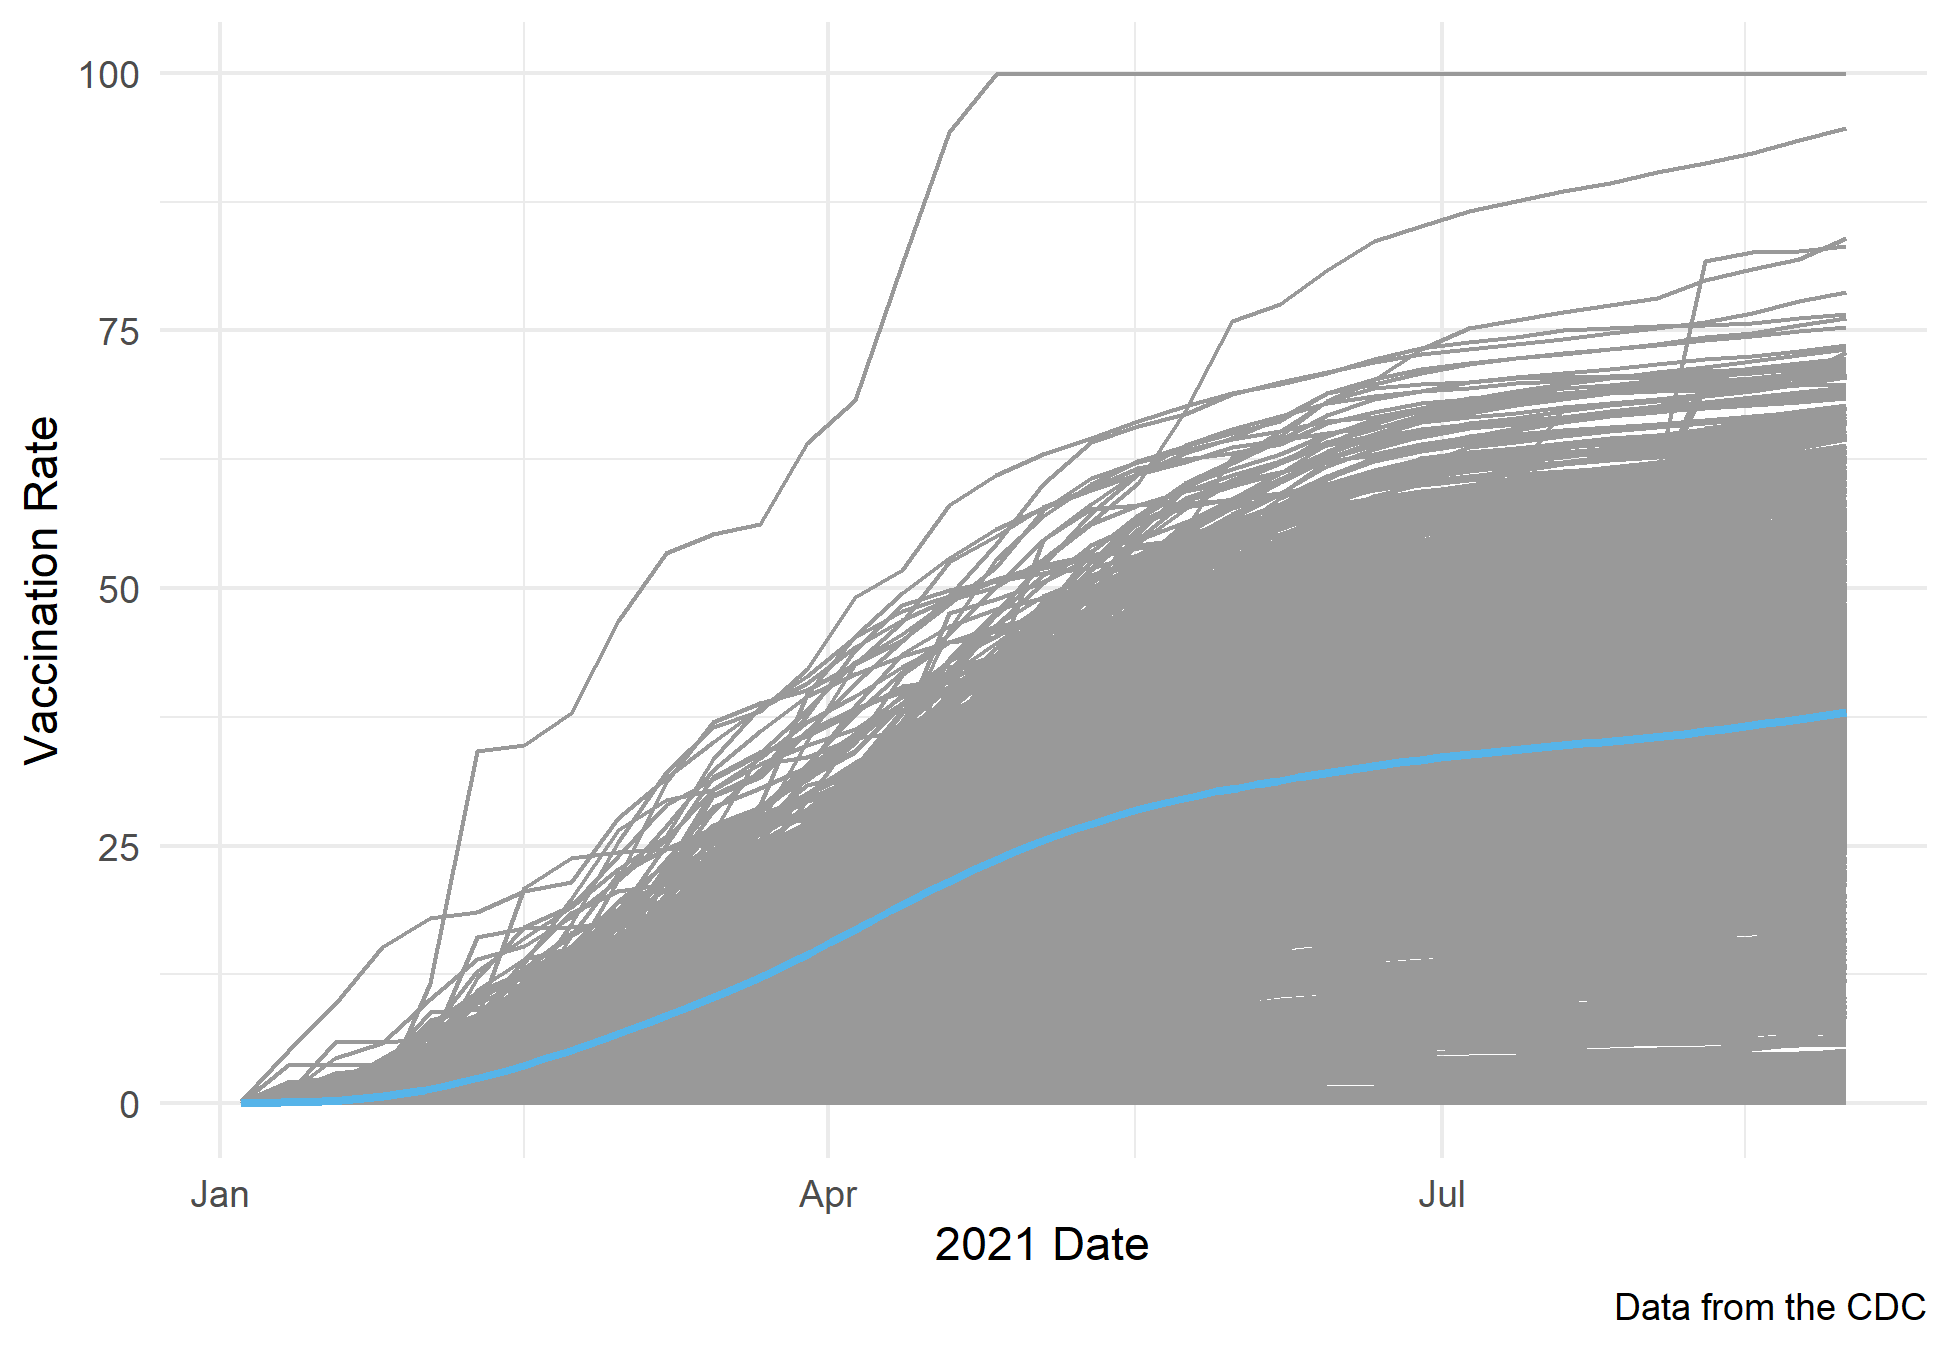 100
75
50
25
0
Vaccination Rate
Jan Apr Jul
2021 Date
Data from the CDC